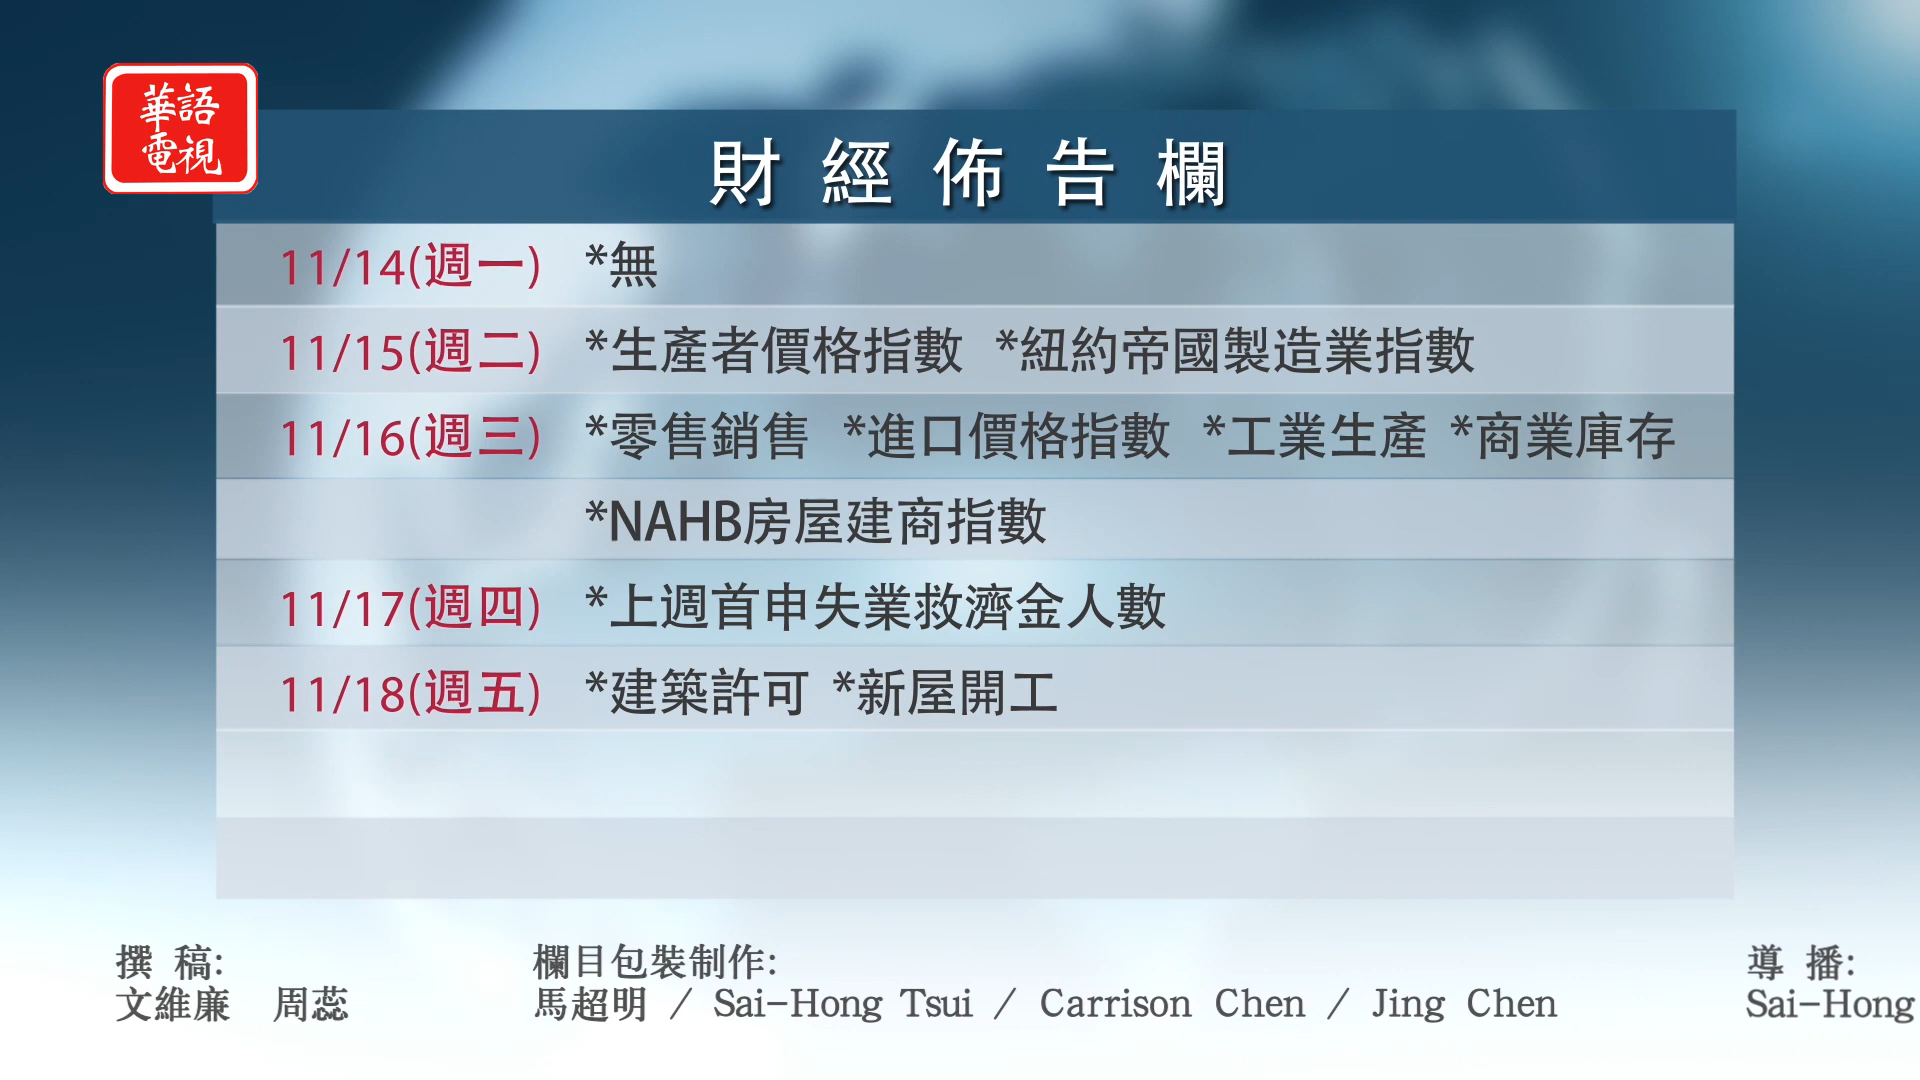 華語
電視
財經佈告欄
11/14(週一) *無
11/15(週二) *生產者價格指數 *紐約帝國製造業指數
11/16(週三) *零售銷售 *進口價格指數 *工業生產 *商業庫存
*NAHB房屋建商指數
11/17(週四) *上週首申失業救濟金人數
11/18(週五) *建築許可 *新屋開工
撰 稿:
文維廉 周蕊
欄目包裝制作:
馬超明 / Sai-Hong Tsui / Carrison Chen / Jing Chen
導 播:
Sai-Hong